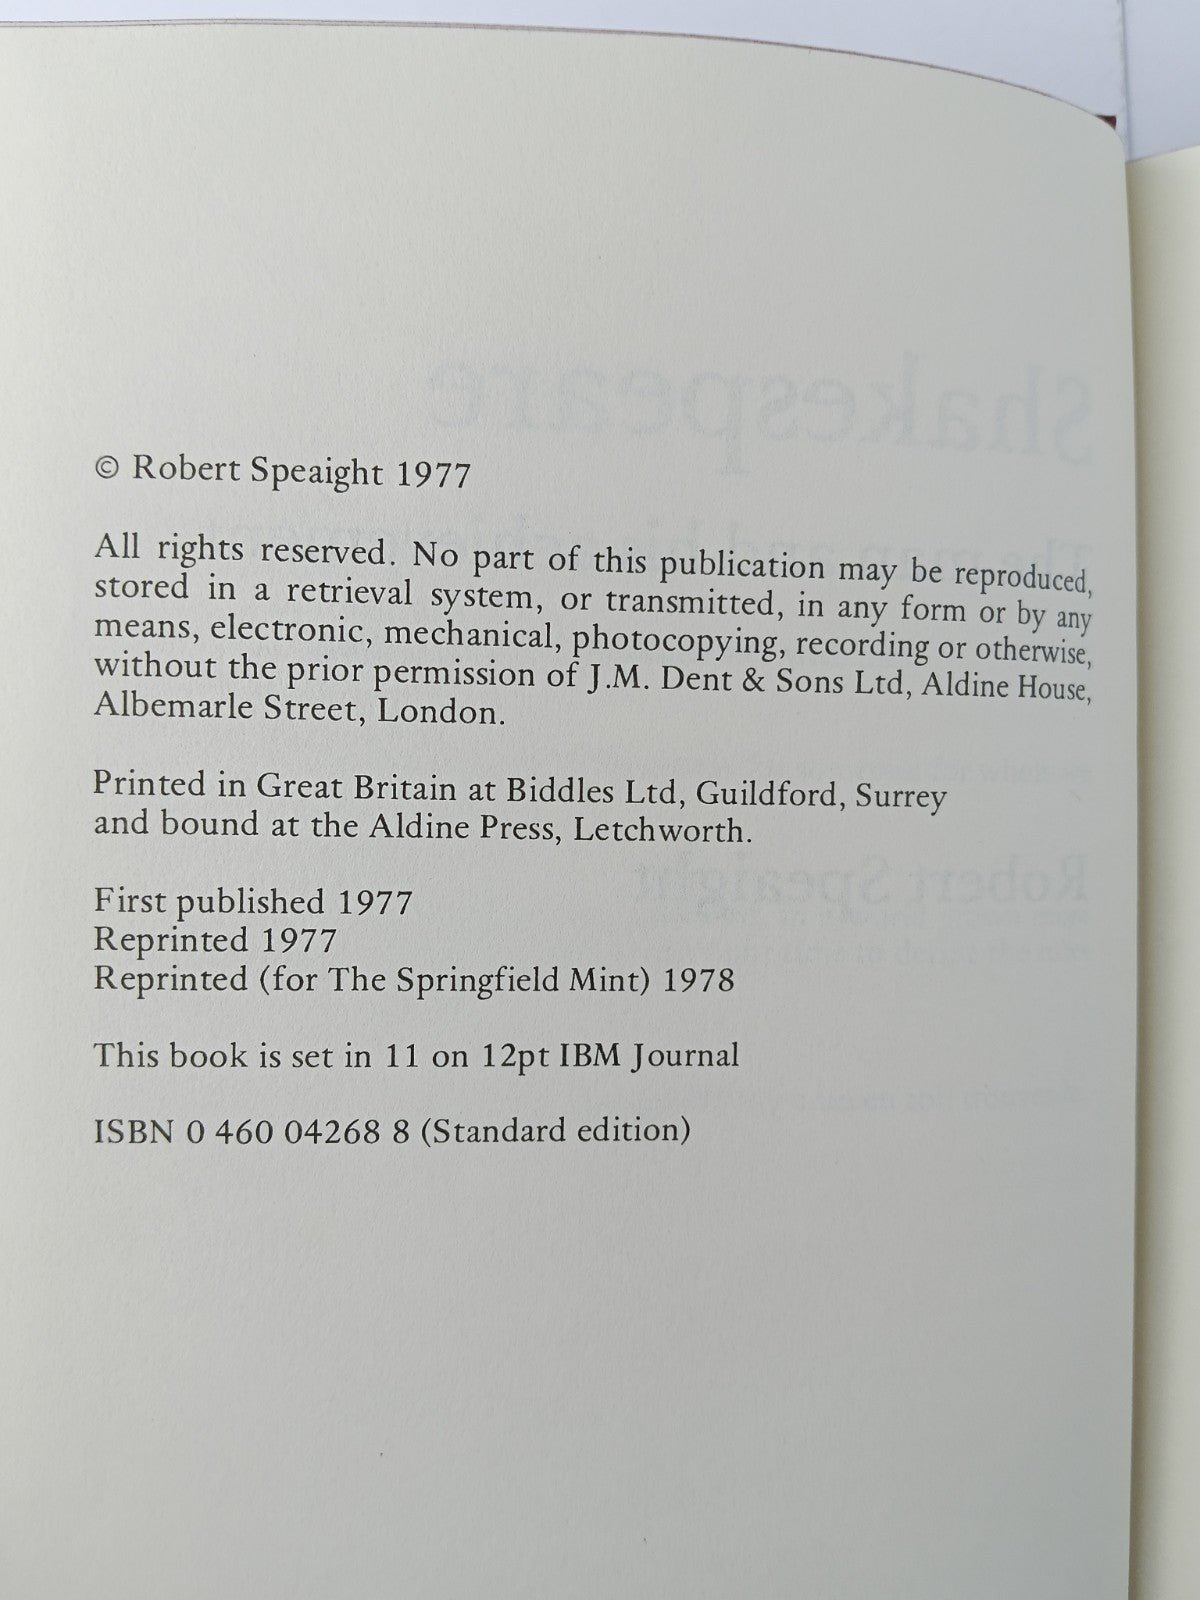 © Robert Speaight 1977
All rights reserved. No part of this publication may be reproduced,
stored in a retrieval system, or transmitted, in any form or by any
means, electronic, mechanical, photocopying, recording or otherwise,
without the prior permission of J.M. Dent & Sons Ltd, Aldine House,
Albemarle Street, London.
Printed in Great Britain at Biddles Ltd, Guildford, Surrey
and bound at the Aldine Press, Letchworth.
First published 1977
Reprinted 1977
Reprinted (for The Springfield Mint) 1978
This book is set in 11 on 12pt IBM Journal
ISBN 0 460 04268 8 (Standard edition)
Shakespeare
Robert Speaight